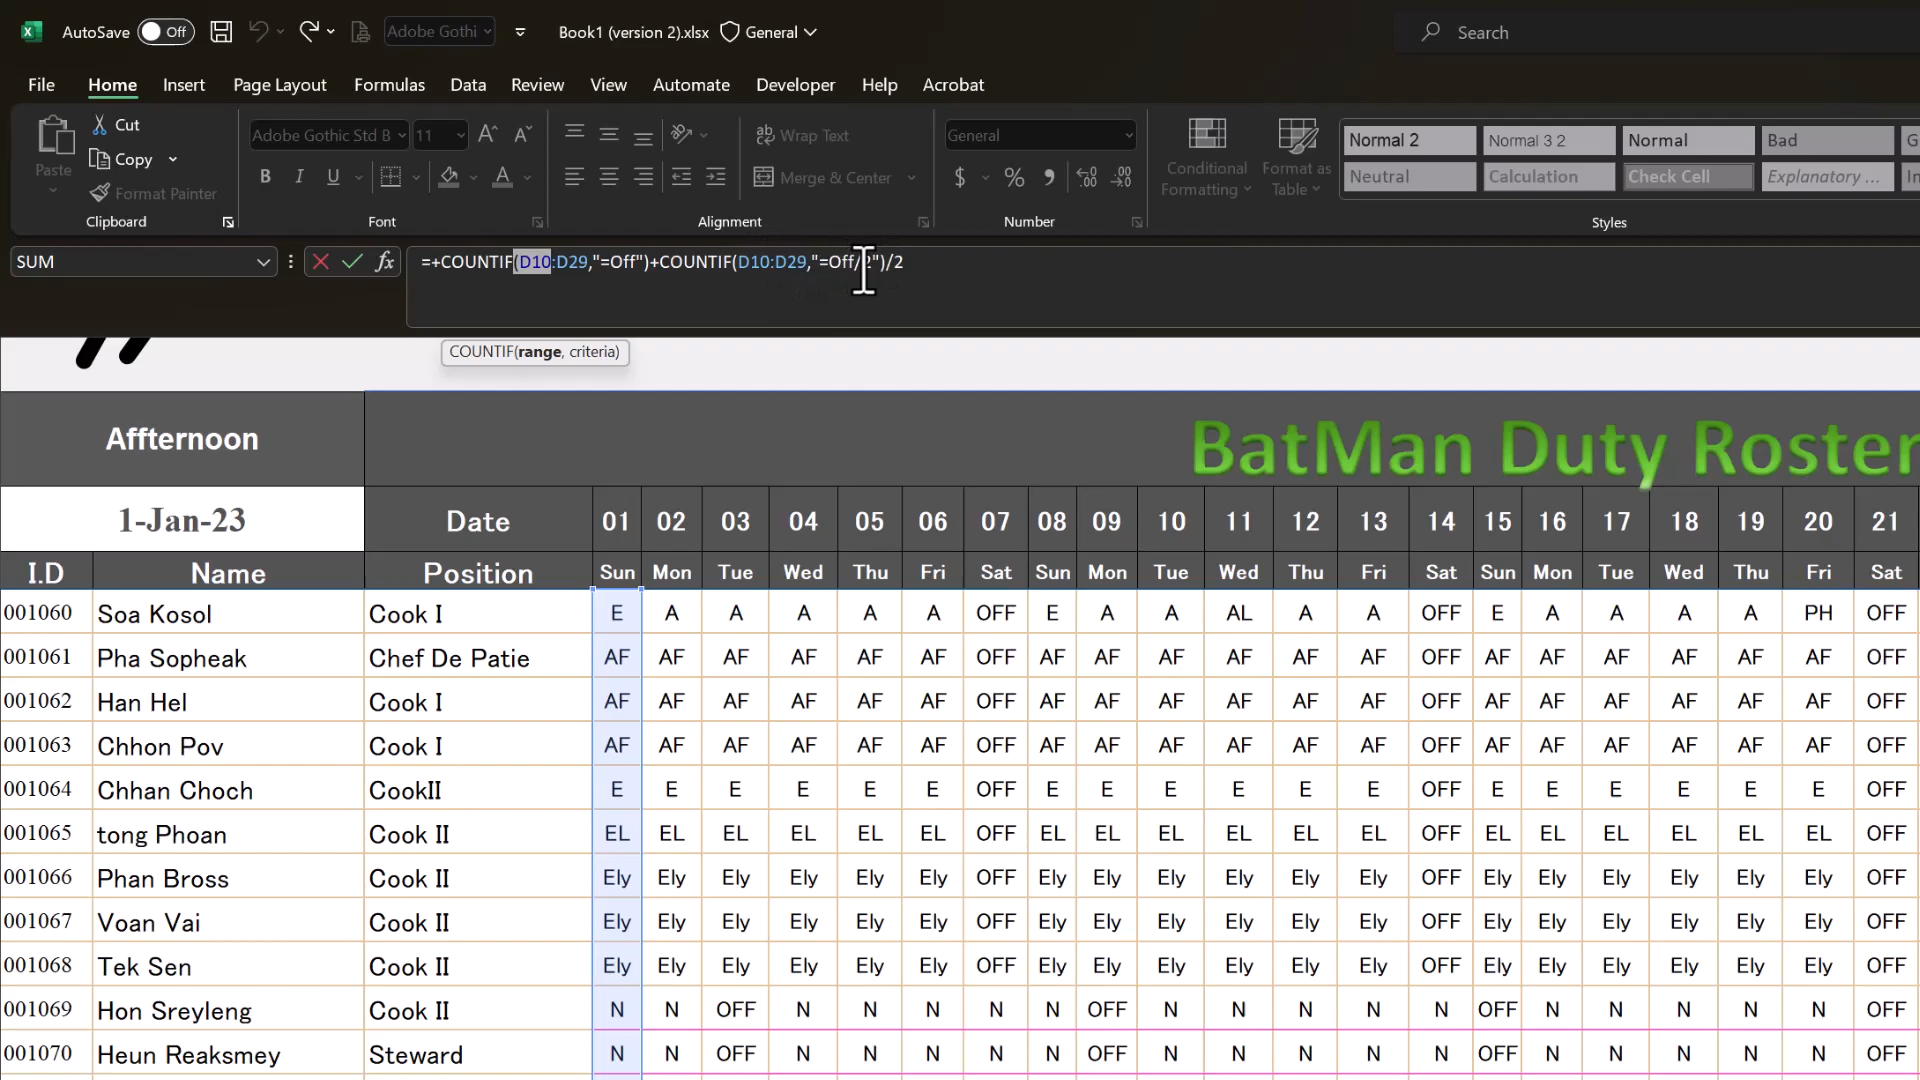 AutoSave Off Adobe Gothi Book1 (version 2).xlsx General Search
File Home Insert Page Layout Formulas Data Review View Automate Developer Help Acrobat
Paste Cut Copy Format Painter Clipboard
Adobe Gothic Std B 11 B I U Font
ab Wrap Text Merge & Center Alignment
General $ % Number
Conditional Formatting Format as Table
Normal 2 Normal 3 2 Normal Bad
Neutral Calculation Check Cell Explanatory ...
Styles
SUM fx =+COUNTIF(D10:D29,"=Off")+COUNTIF(D10:D29,"=Off/2")/2
COUNTIF(range, criteria)
Affternoon BatMan Duty Roster
1-Jan-23 Date 01 02 03 04 05 06 07 08 09 10 11 12 13 14 15 16 17 18 19 20 21
I.D Name Position Sun Mon Tue Wed Thu Fri Sat Sun Mon Tue Wed Thu Fri Sat Sun Mon Tue Wed Thu Fri Sat
001060 Soa Kosol Cook I E A A A A A OFF E A A AL A A OFF E A A A A PH OFF
001061 Pha Sopheak Chef De Patie AF AF AF AF AF AF OFF AF AF AF AF AF AF OFF AF AF AF AF AF AF OFF
001062 Han Hel Cook I AF AF AF AF AF AF OFF AF AF AF AF AF AF OFF AF AF AF AF AF AF OFF
001063 Chhon Pov Cook I AF AF AF AF AF AF OFF AF AF AF AF AF AF OFF AF AF AF AF AF AF OFF
001064 Chhan Choch CookII E E E E E E OFF E E E E E E OFF E E E E E E OFF
001065 tong Phoan Cook II EL EL EL EL EL EL OFF EL EL EL EL EL EL OFF EL EL EL EL EL EL OFF
001066 Phan Bross Cook II Ely Ely Ely Ely Ely Ely OFF Ely Ely Ely Ely Ely Ely OFF Ely Ely Ely Ely Ely Ely OFF
001067 Voan Vai Cook II Ely Ely Ely Ely Ely Ely OFF Ely Ely Ely Ely Ely Ely OFF Ely Ely Ely Ely Ely Ely OFF
001068 Tek Sen Cook II Ely Ely Ely Ely Ely Ely OFF Ely Ely Ely Ely Ely Ely OFF Ely Ely Ely Ely Ely Ely OFF
001069 Hon Sreyleng Cook II N N OFF N N N N N OFF N N N N N OFF N N N N N OFF
001070 Heun Reaksmey Steward N N OFF N N N N N OFF N N N N N OFF N N N N N OFF